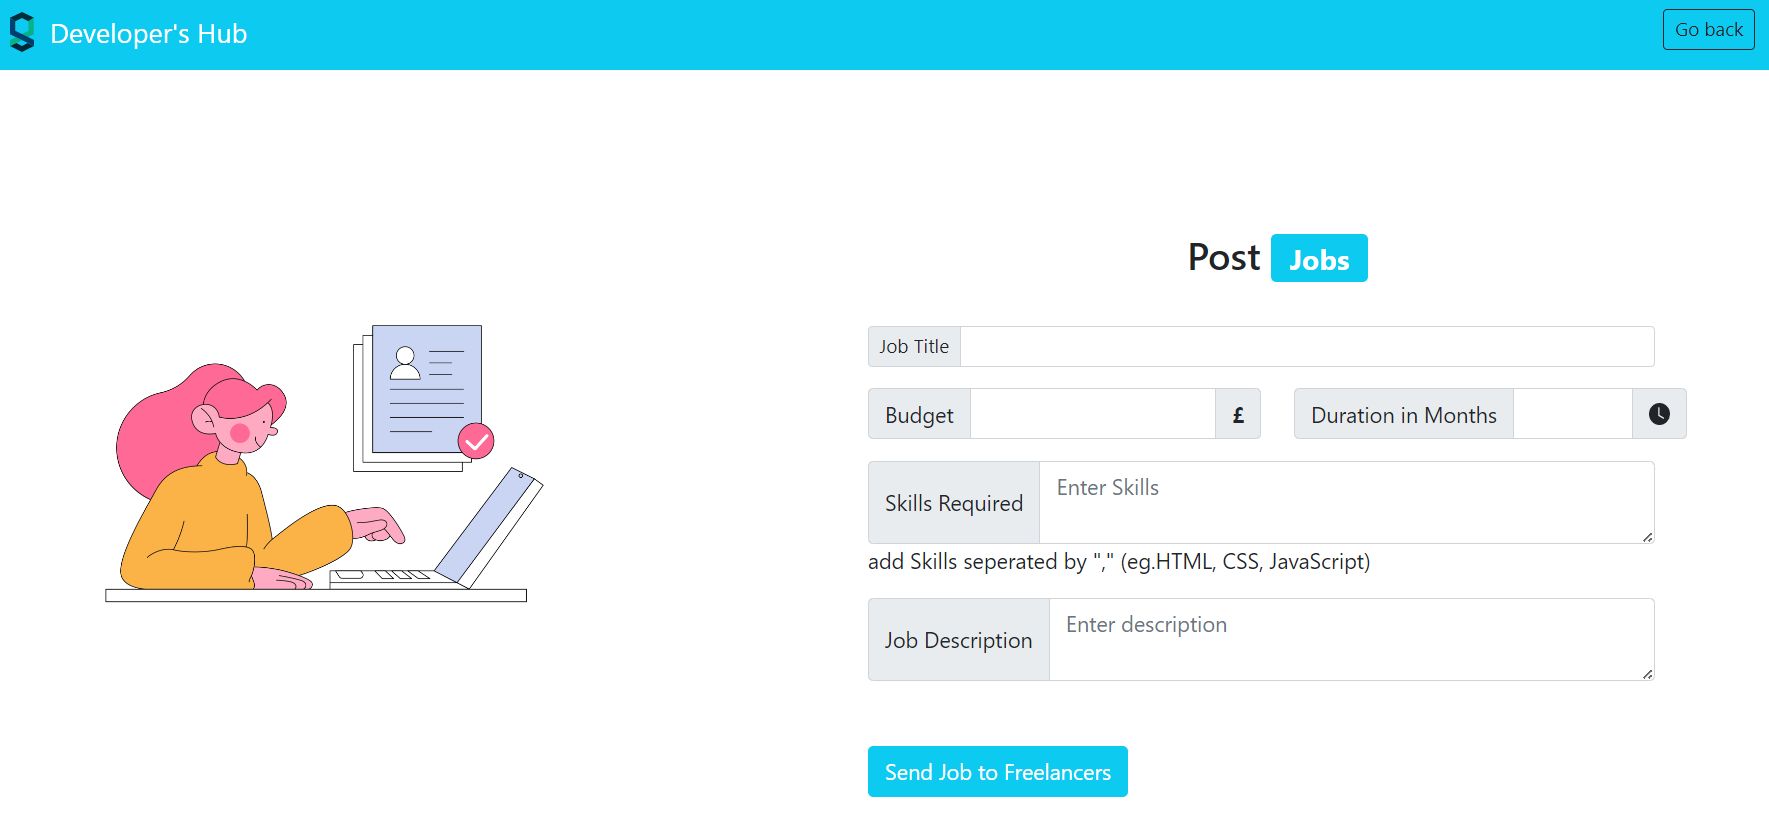 Developer's Hub
Go back
Post Jobs
Job Title
Budget £ Duration in Months
Skills Required Enter Skills
add Skills seperated by "," (eg.HTML, CSS, JavaScript)
Job Description Enter description
Send Job to Freelancers